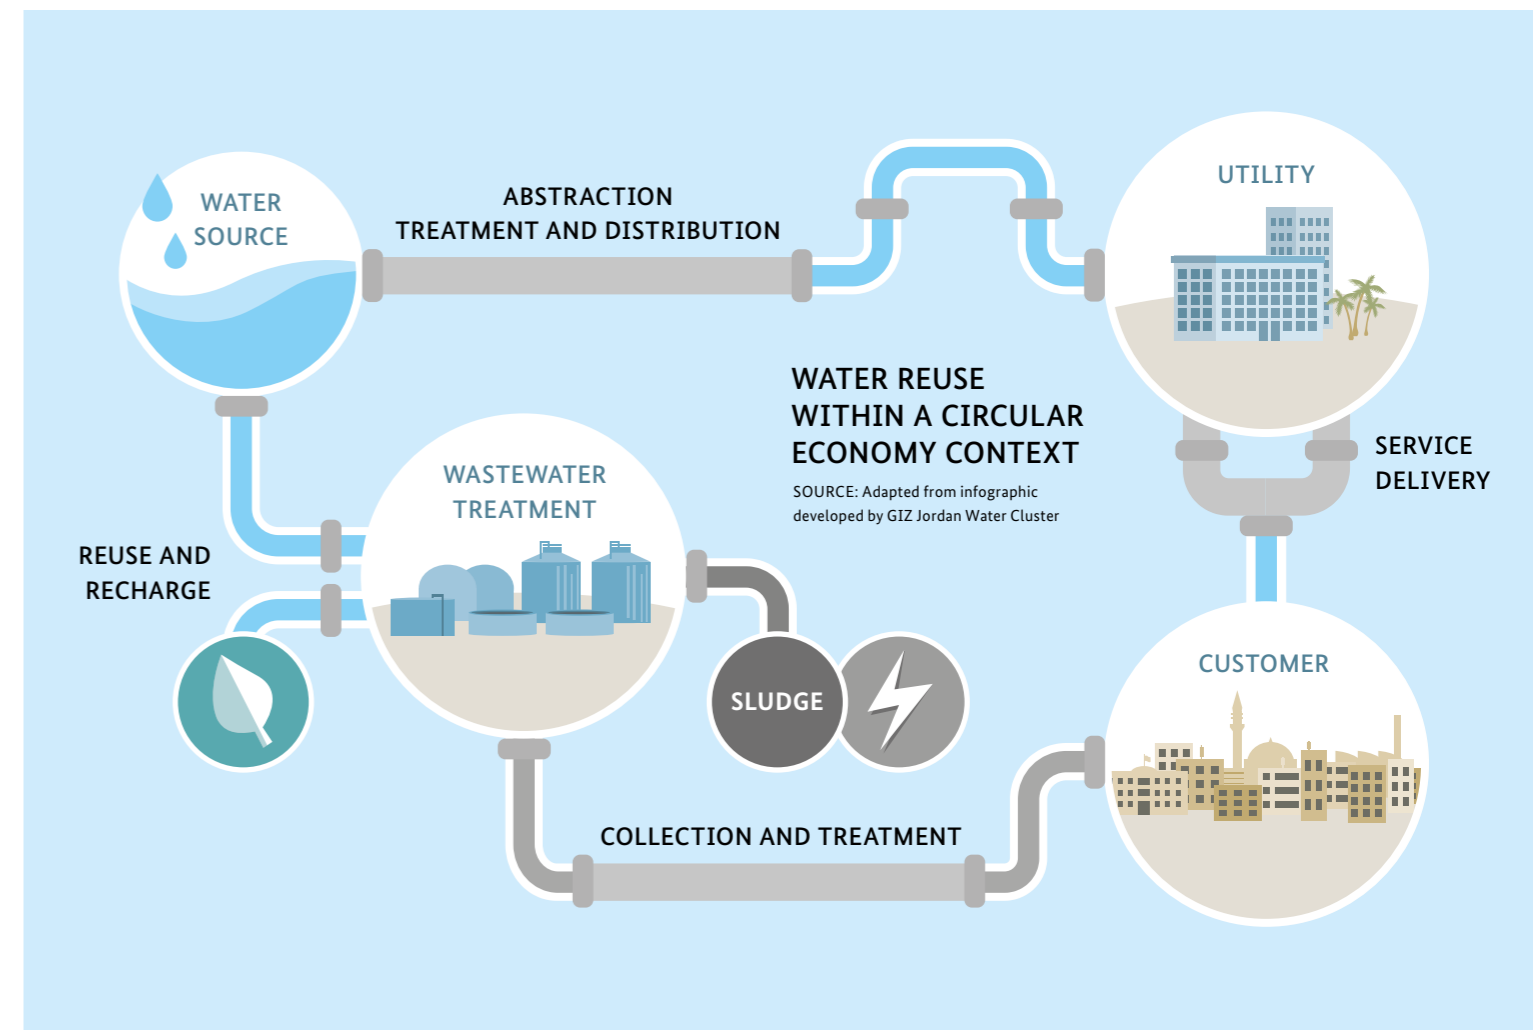 WATER
SOURCE
ABSTRACTION
TREATMENT AND DISTRIBUTION
UTILITY
WATER REUSE
WITHIN A CIRCULAR
ECONOMY CONTEXT
SOURCE: Adapted from infographic
developed by GIZ Jordan Water Cluster
SERVICE
DELIVERY
WASTEWATER
TREATMENT
REUSE AND
RECHARGE
SLUDGE
CUSTOMER
COLLECTION AND TREATMENT